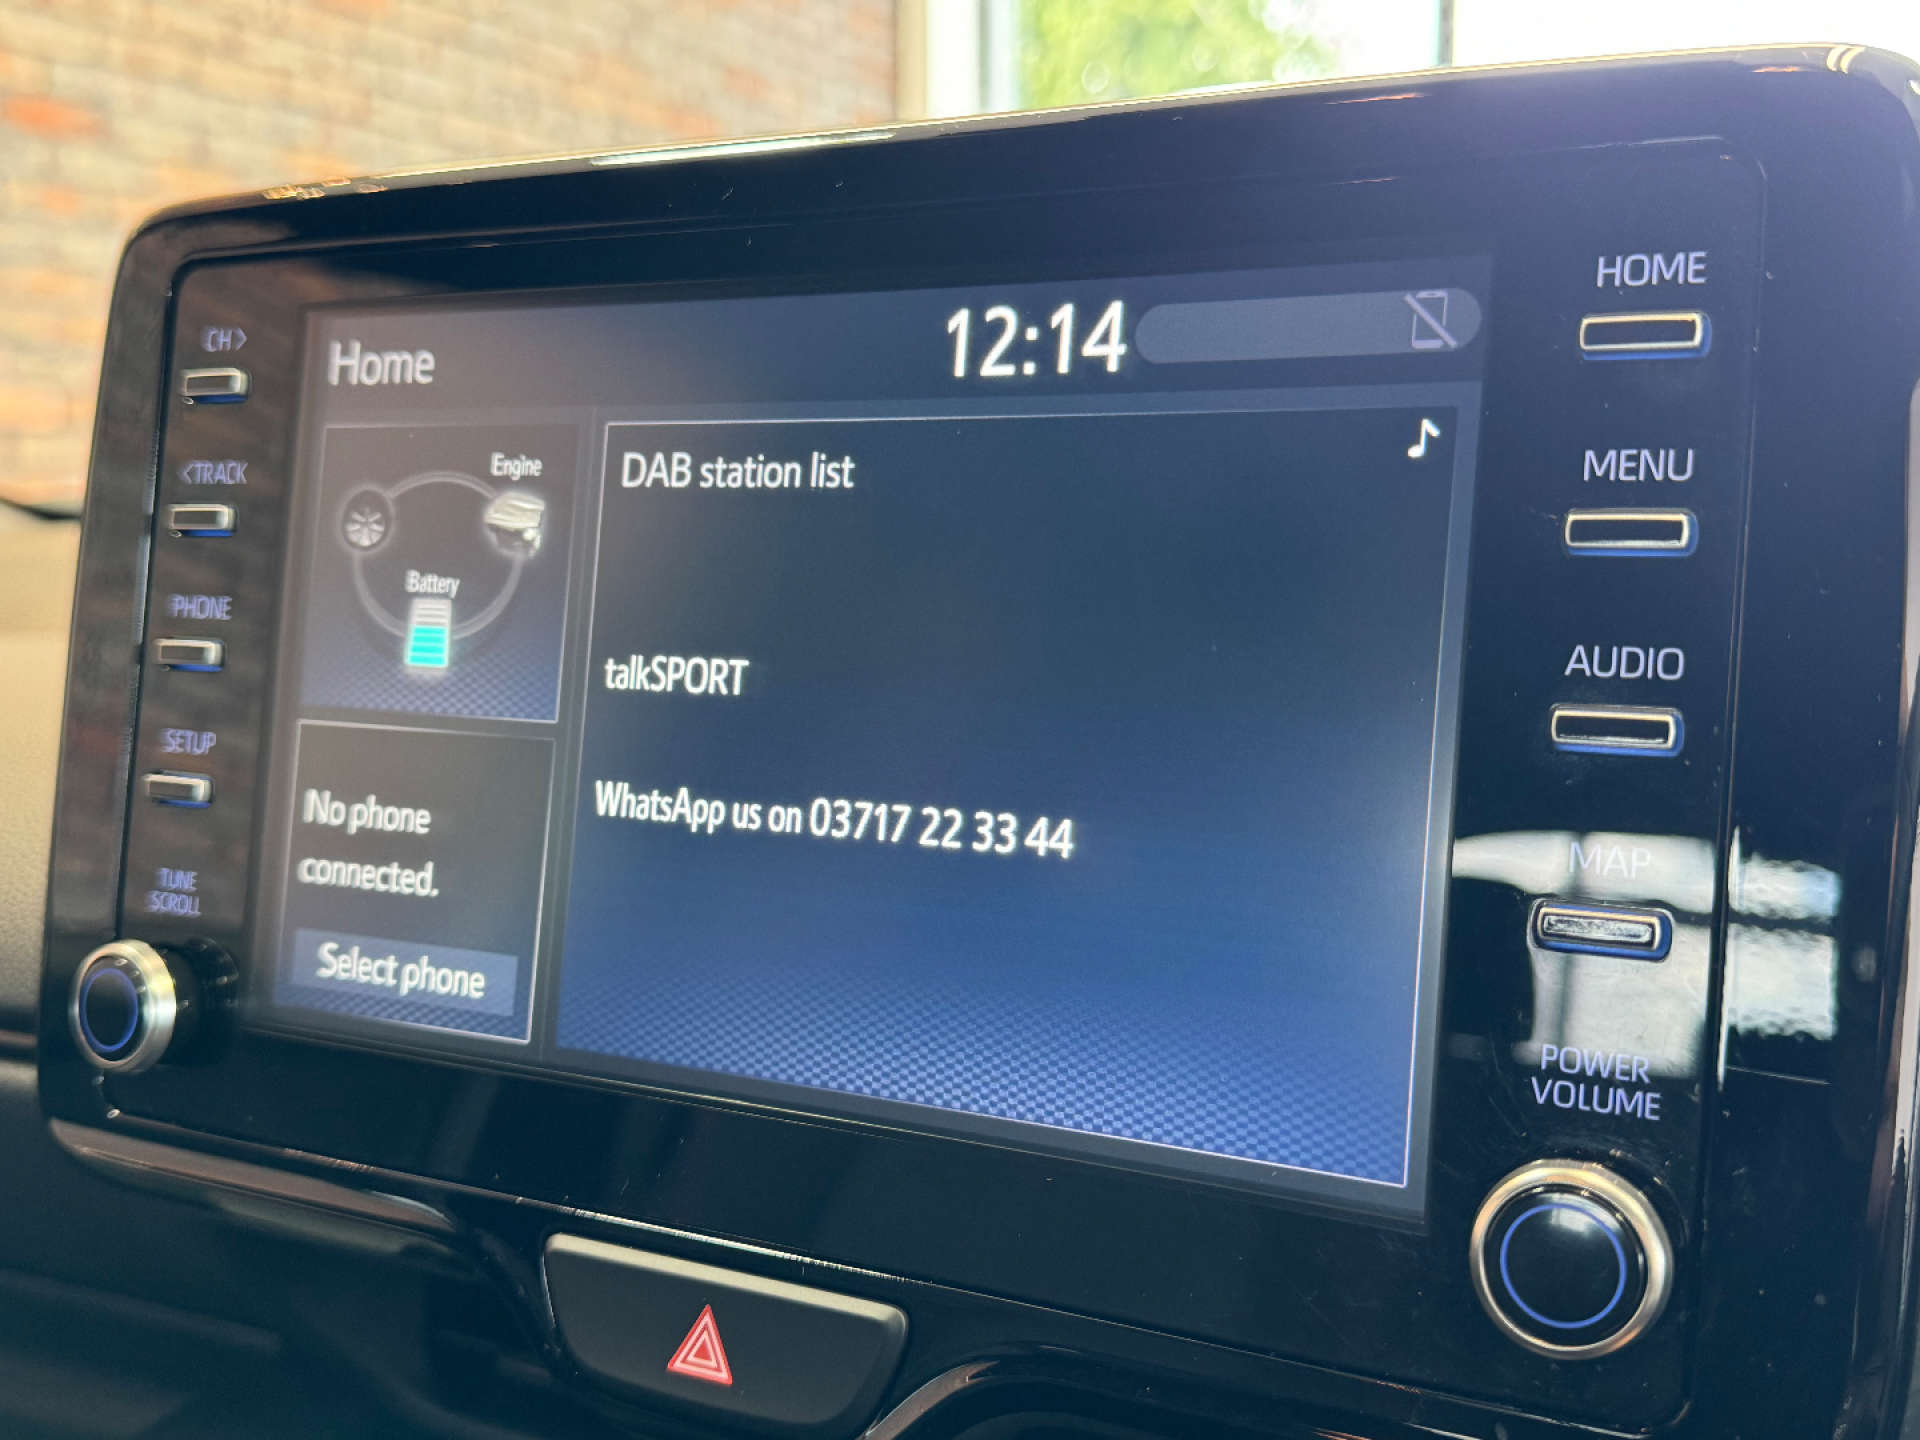 HOME
CH>
Home
12:14
DAB station list
Engine
<TRACK
MENU
Battery
PHONE
talkSPORT
AUDIO
SETUP
No phone
connected.
WhatsApp us on 03717 22 33 44
MAP
TUNE
SCROLL
Select phone
POWER
VOLUME